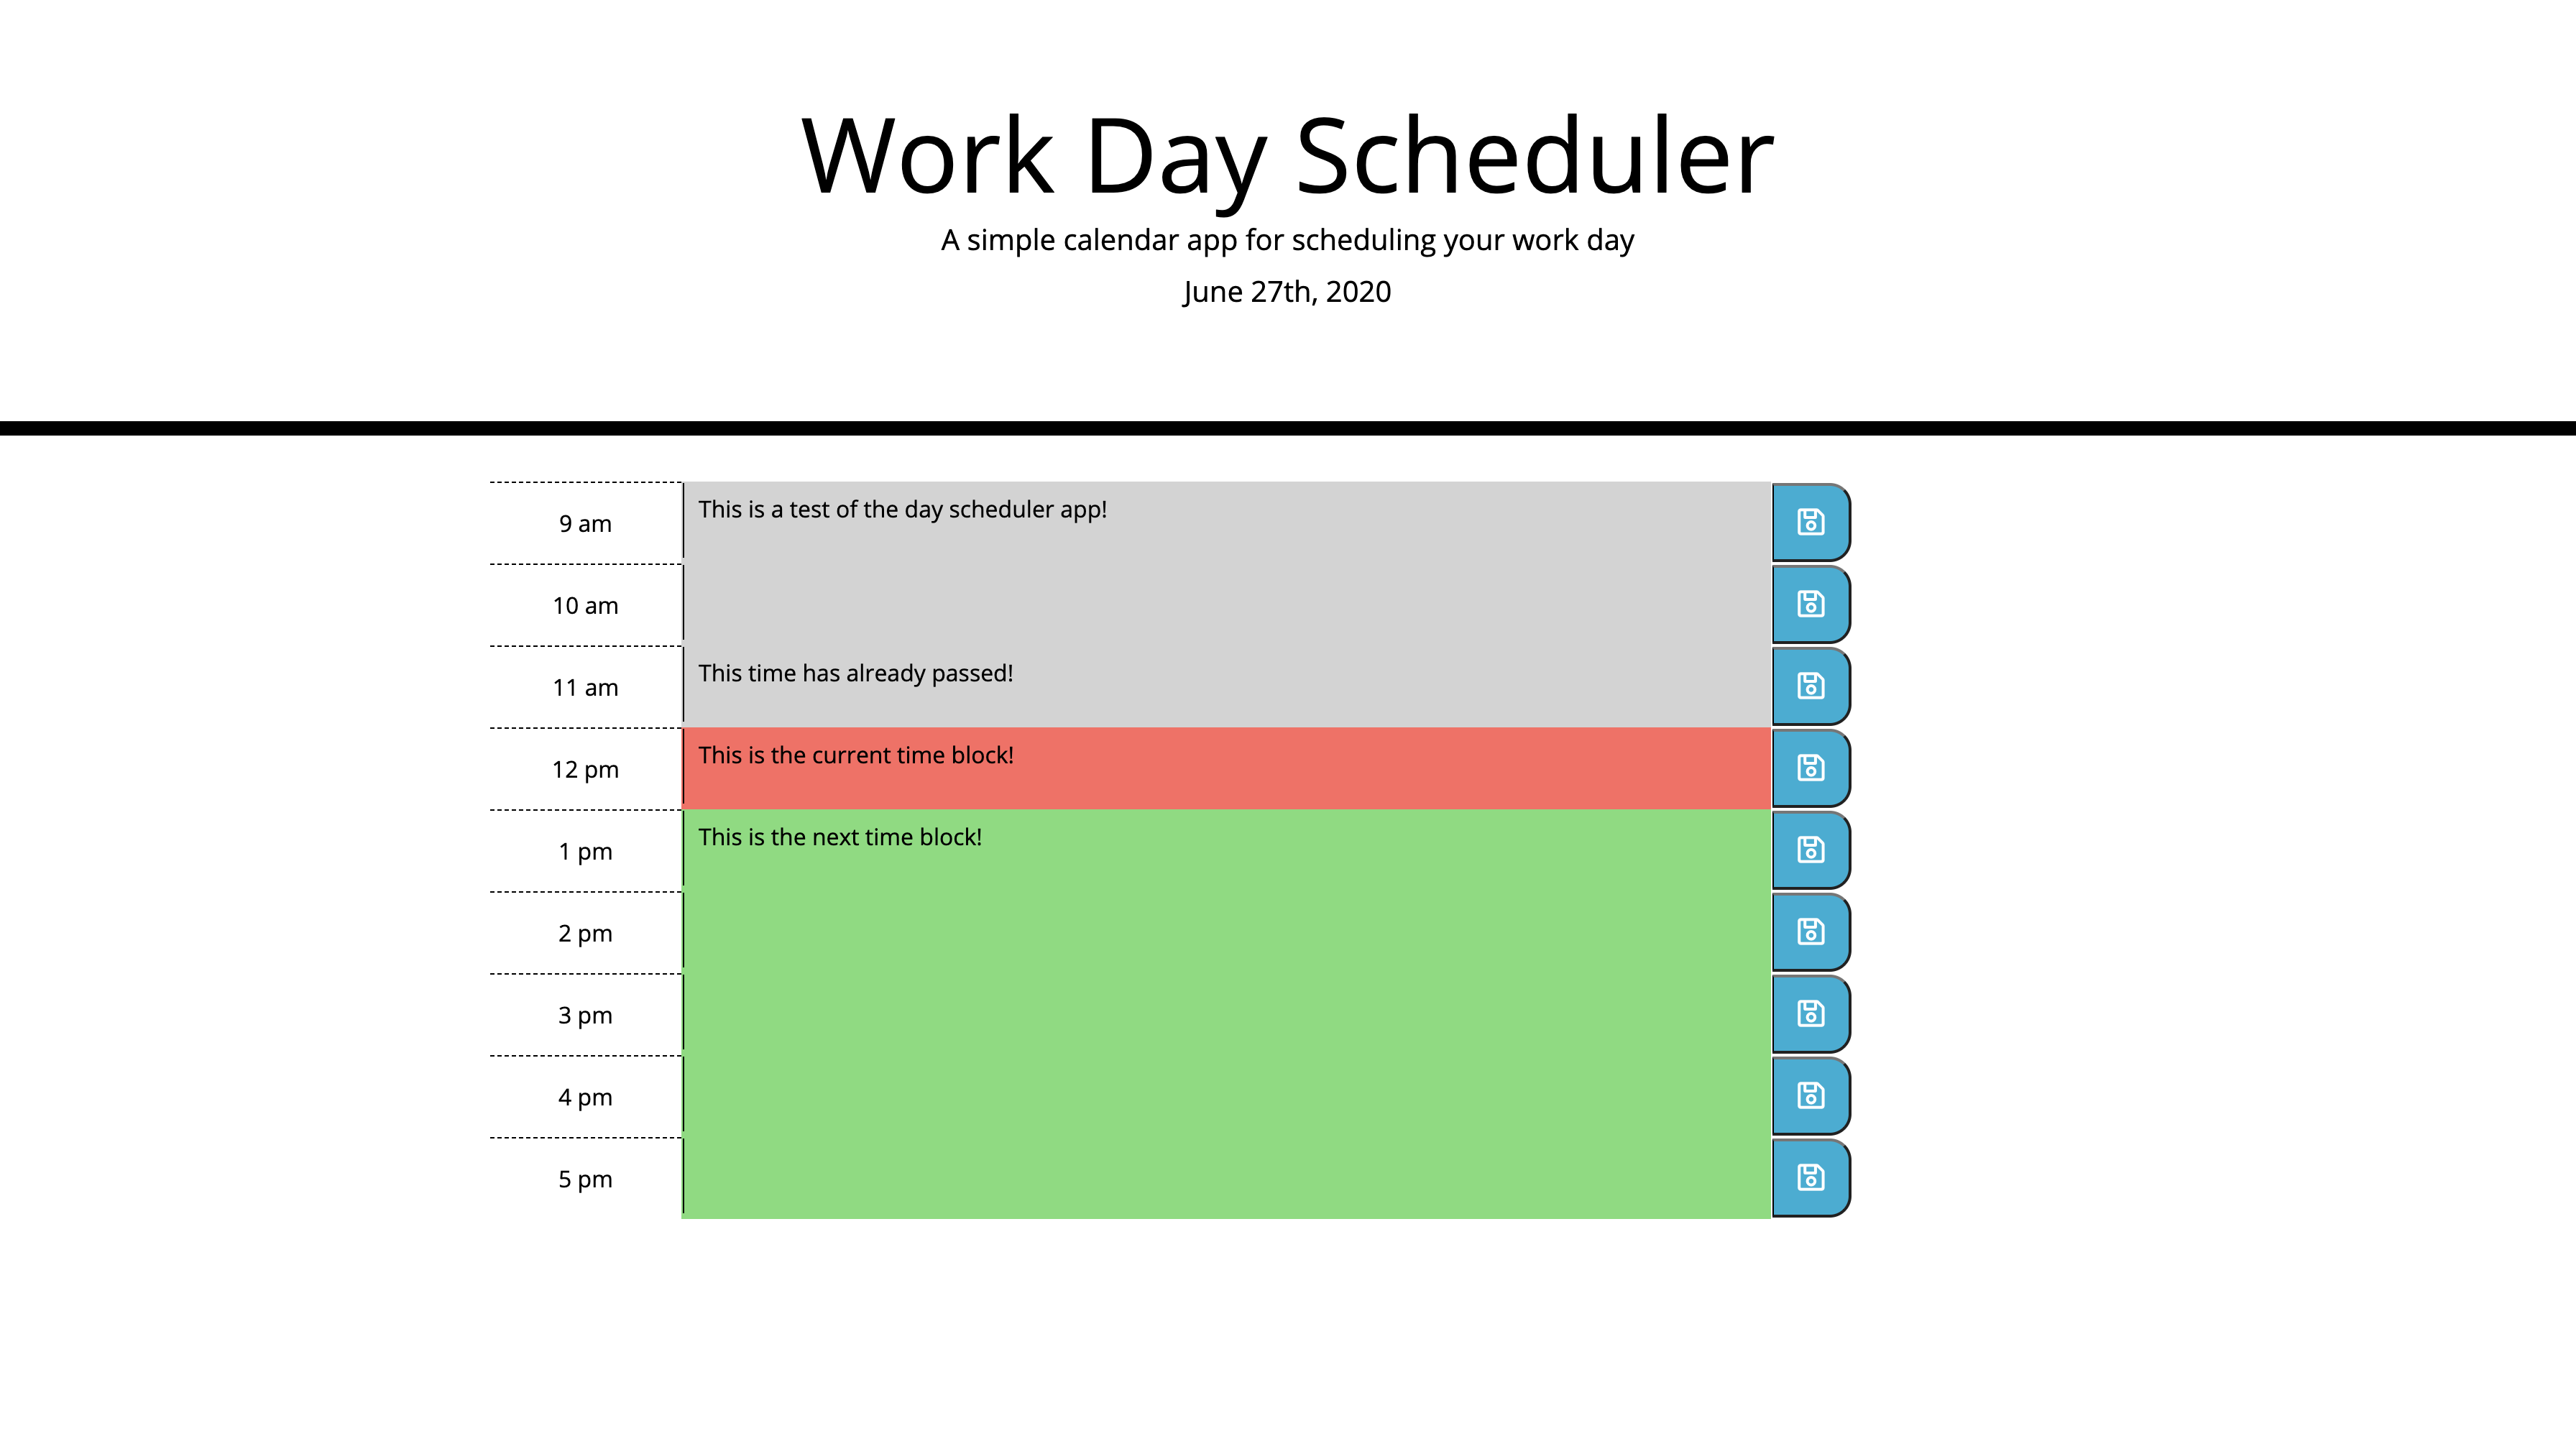 Work Day Scheduler
A simple calendar app for scheduling your work day
June 27th, 2020
9 am
This is a test of the day scheduler app!
10 am
11 am
This time has already passed!
12 pm
This is the current time block!
1 pm
This is the next time block!
2 pm
3 pm
4 pm
5 pm